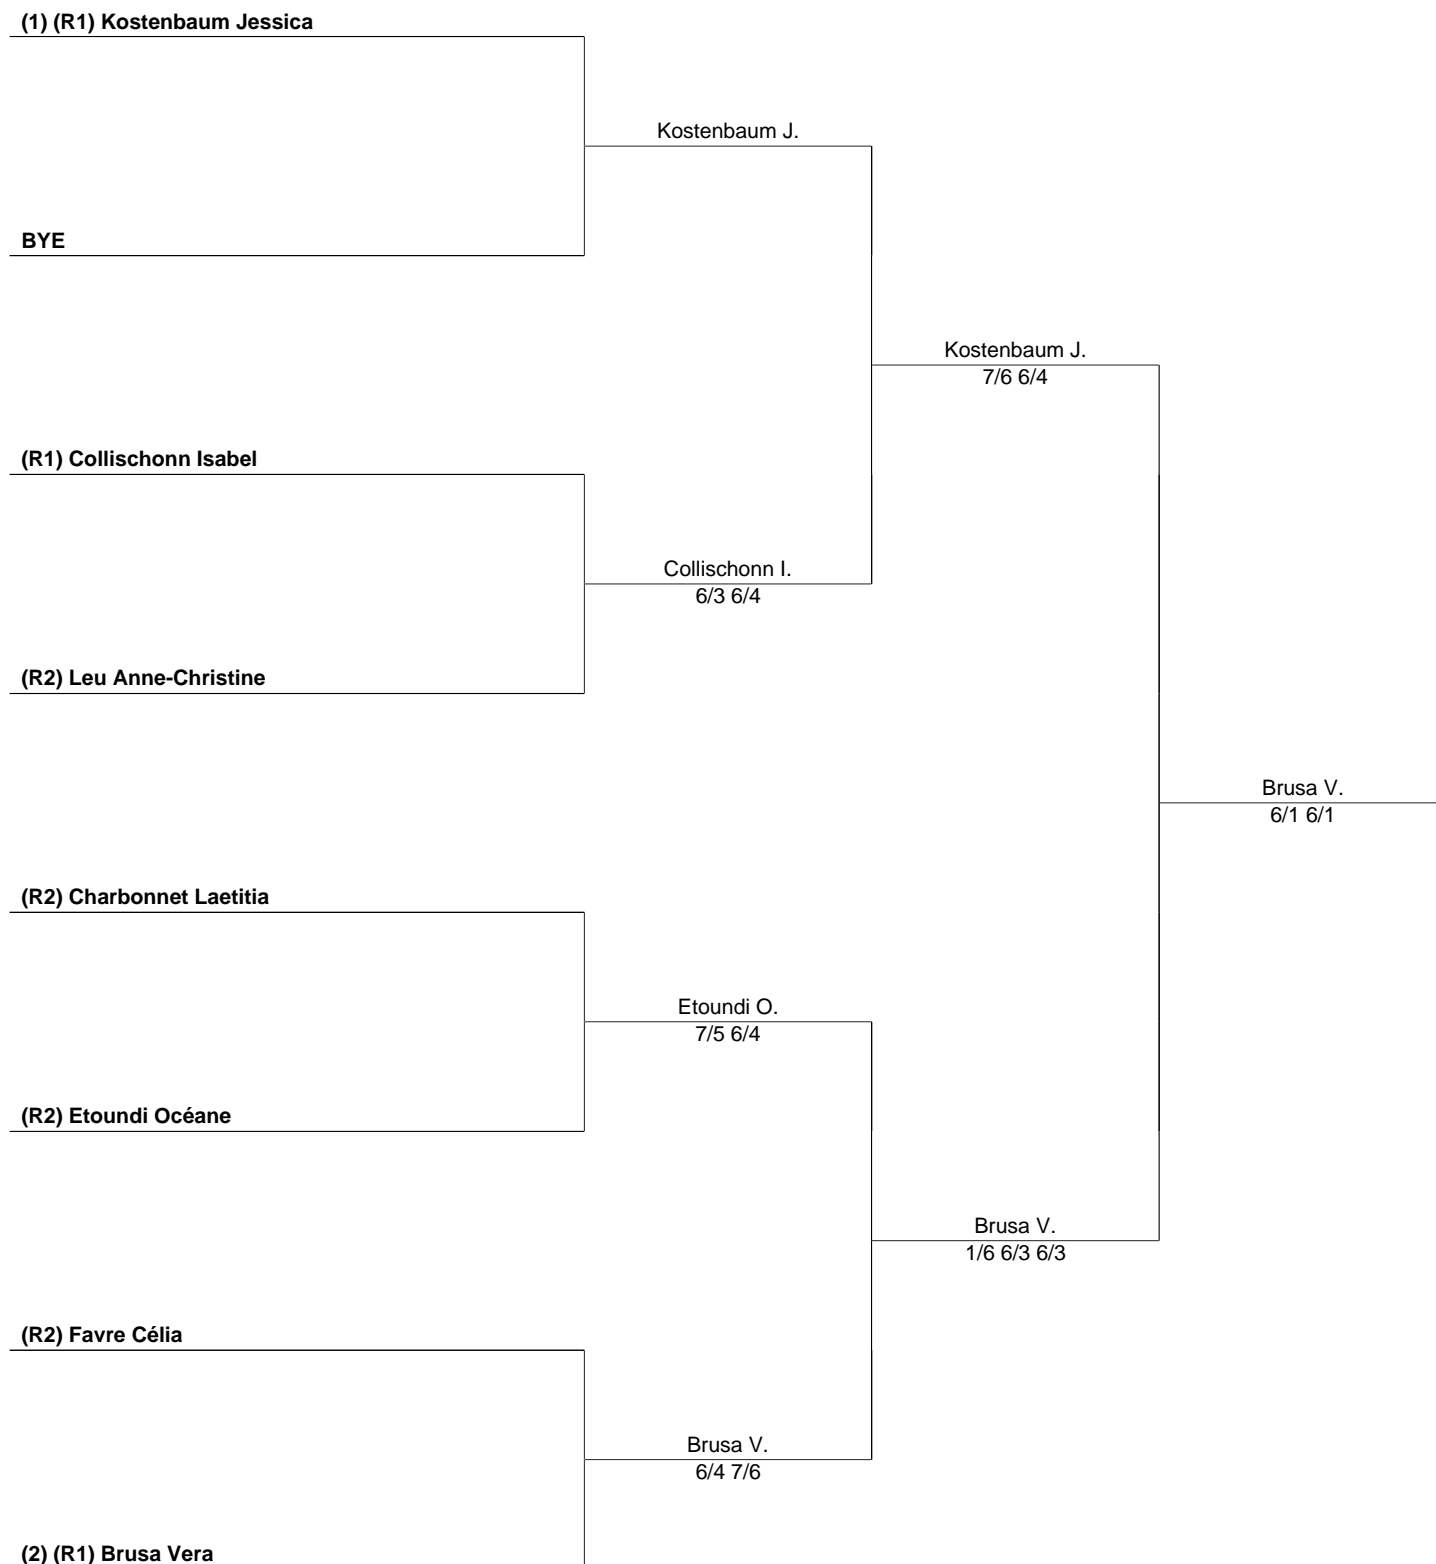 (1) (R1) Kostenbaum Jessica
Kostenbaum J.
BYE
Kostenbaum J.
7/6 6/4
(R1) Collischonn Isabel
Collischonn I.
6/3 6/4
(R2) Leu Anne-Christine
Brusa V.
6/1 6/1
(R2) Charbonnet Laetitia
Etoundi O.
7/5 6/4
(R2) Etoundi Océane
Brusa V.
1/6 6/3 6/3
(R2) Favre Célia
Brusa V.
6/4 7/6
(2) (R1) Brusa Vera